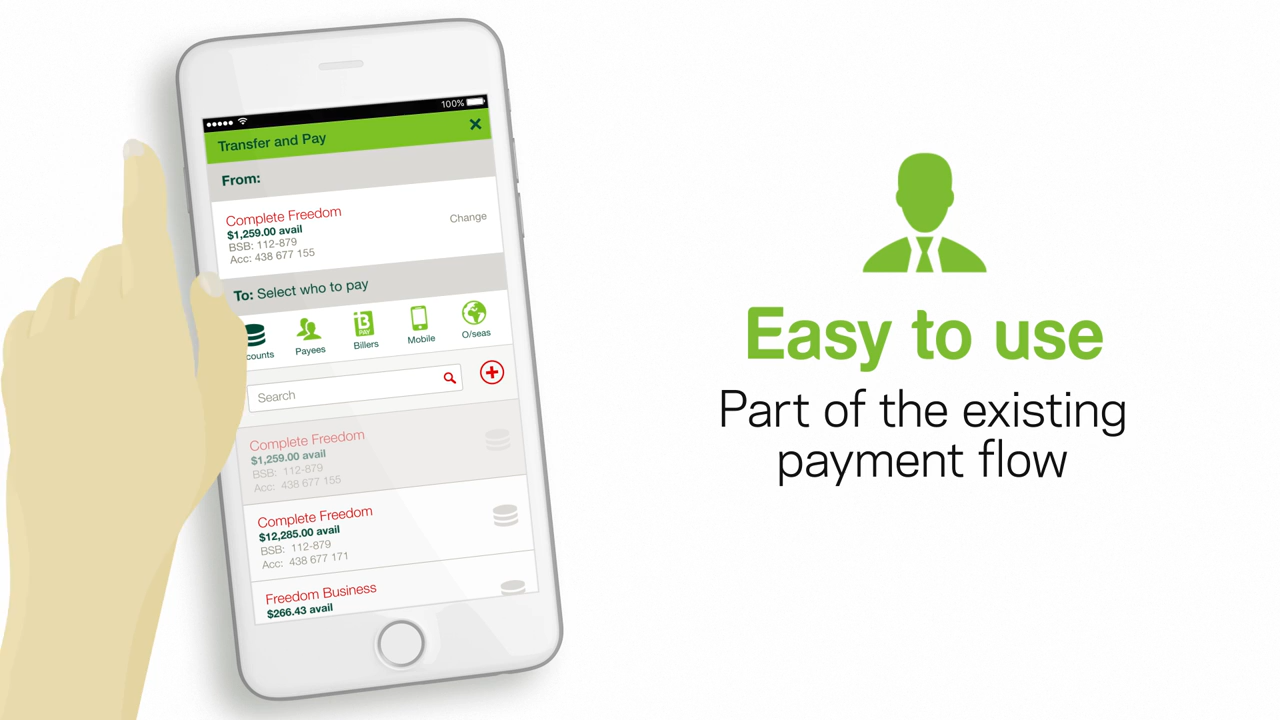 100%
Transfer and Pay
From:
Complete Freedom
$1,259.00 avail
Change
BSB: 112-879
Acc: 438 677 155
To: Select who to pay
counts
Payees
B
PAY
Billers
Mobile
O/seas
Search
Complete Freedom
$1,259.00 avail
BSB: 112-879
Acc: 438 677 155
Complete Freedom
$12,285.00 avail
BSB: 112-879
Acc: 438 677 171
Freedom Business
$266.43 avail
Easy to use
Part of the existing
payment flow